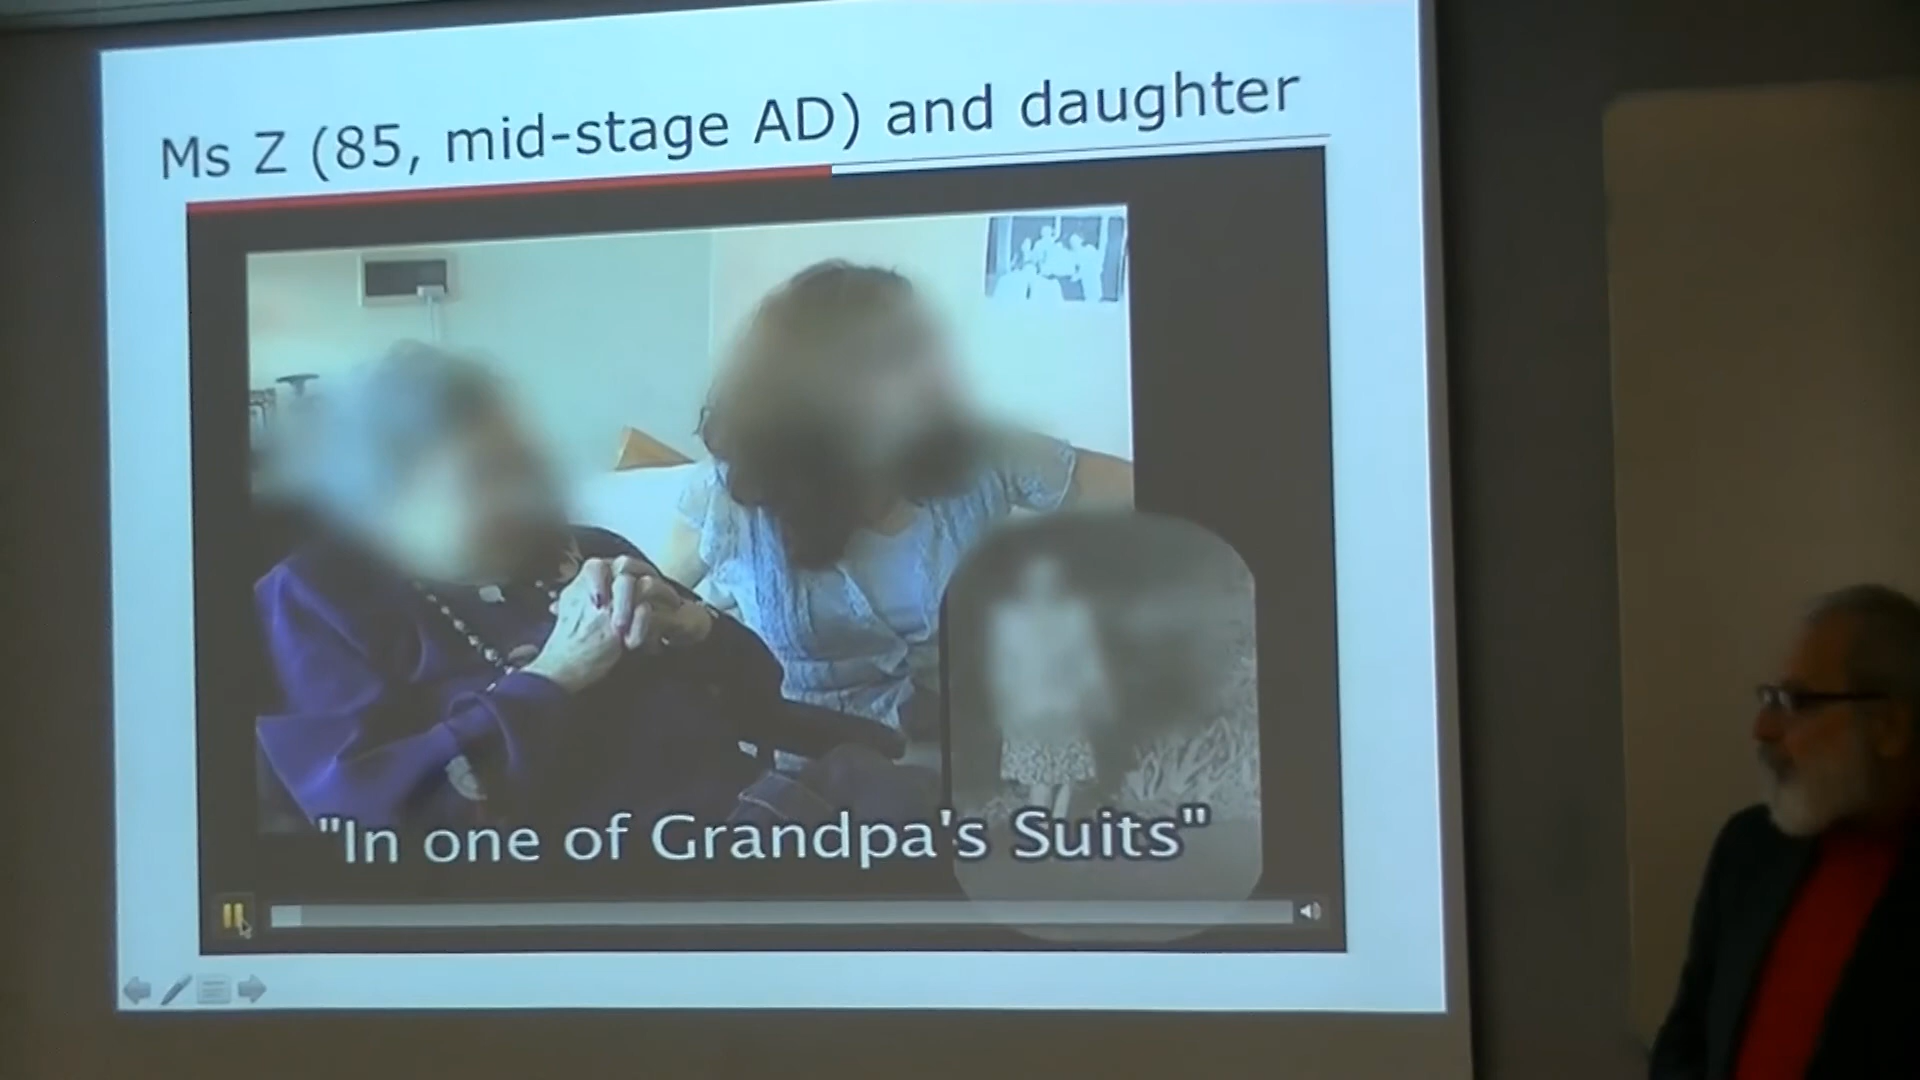 Ms Z (85, mid-stage AD) and daughter
"In one of Grandpa's Suits"